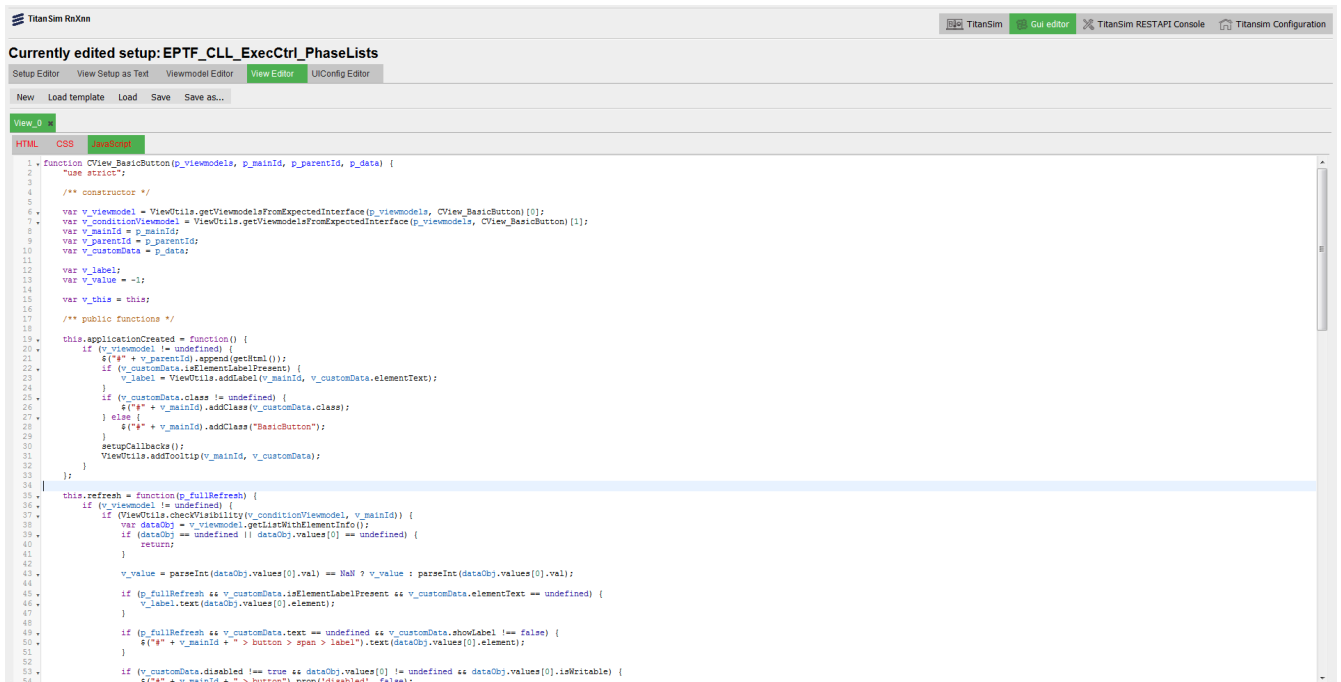 TitanSim RnXnn
TitanSim Gui editor TitanSim RESTAPI Console Titansim Configuration
Currently edited setup: EPTF_CLL_ExecCtrl_PhaseLists
Setup Editor View Setup as Text Viewmodel Editor View Editor UIConfig Editor
New Load template Load Save Save as...
View_0 ×
HTML CSS JavaScript
1 function CView_BasicButton(p_viewmodels, p_mainId, p_parentId, p_data) {
2     "use strict";
3
4     /** constructor */
5
6     var v_viewmodel = ViewUtils.getViewmodelsFromExpectedInterface(p_viewmodels, CView_BasicButton)[0];
7     var v_conditionViewmodel = ViewUtils.getViewmodelsFromExpectedInterface(p_viewmodels, CView_BasicButton)[1];
8     var v_mainId = p_mainId;
9     var v_parentId = p_parentId;
10     var v_customData = p_data;
11
12     var v_label;
13     var v_value = -1;
14
15     var v_this = this;
16
17     /** public functions */
18
19     this.applicationCreated = function() {
20         if (v_viewmodel != undefined) {
21             $("#" + v_parentId).append(getHtml());
22             if (v_customData.isElementLabelPresent) {
23                 v_label = ViewUtils.addLabel(v_mainId, v_customData.elementText);
24             }
25             if (v_customData.class != undefined) {
26                 $("#" + v_mainId).addClass(v_customData.class);
27             } else {
28                 $("#" + v_mainId).addClass("BasicButton");
29             }
30             setupCallbacks();
31             ViewUtils.addTooltip(v_mainId, v_customData);
32         }
33     };
34
35     this.refresh = function(p_fullRefresh) {
36         if (v_viewmodel != undefined) {
37             if (ViewUtils.checkVisibility(v_conditionViewmodel, v_mainId)) {
38                 var dataObj = v_viewmodel.getListWithElementInfo();
39                 if (dataObj == undefined || dataObj.values[0] == undefined) {
40                     return;
41                 }
42
43                 v_value = parseInt(dataObj.values[0].val) == NaN ? v_value : parseInt(dataObj.values[0].val);
44
45                 if (p_fullRefresh && v_customData.isElementLabelPresent && v_customData.elementText == undefined) {
46                     v_label.text(dataObj.values[0].element);
47                 }
48
49                 if (p_fullRefresh && v_customData.text == undefined && v_customData.showLabel !== false) {
50                     $("#" + v_mainId + " > button > span > label").text(dataObj.values[0].element);
51                 }
52
53                 if (v_customData.disabled !== true && dataObj.values[0] != undefined && dataObj.values[0].isWritable) {
54                     $("#" + v_mainId + " > button").prop('disabled', false);